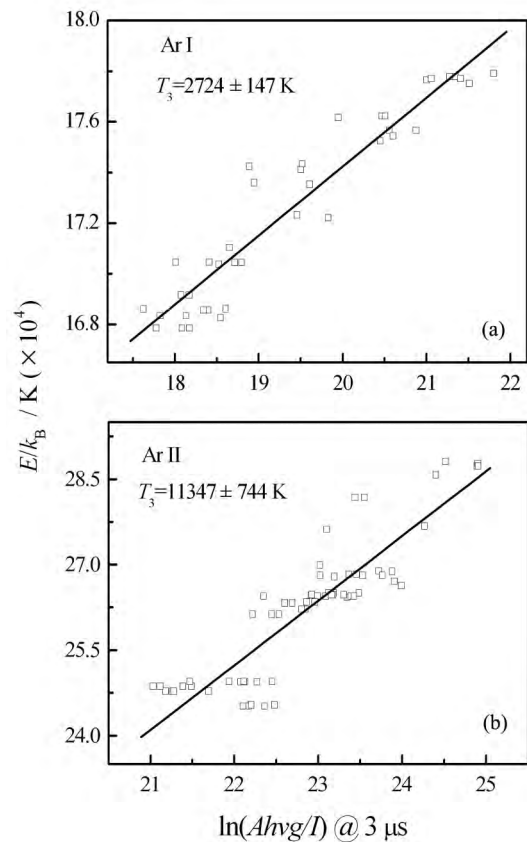 18.0
17.6
17.2
16.8
Ar I
T₃=2724 ± 147 K
(a)
18 19 20 21 22
E/k_B / K (×10⁴)
28.5
27.0
25.5
24.0
Ar II
T₃=11347 ± 744 K
(b)
21 22 23 24 25
ln(Ahvg/I) @ 3 μs